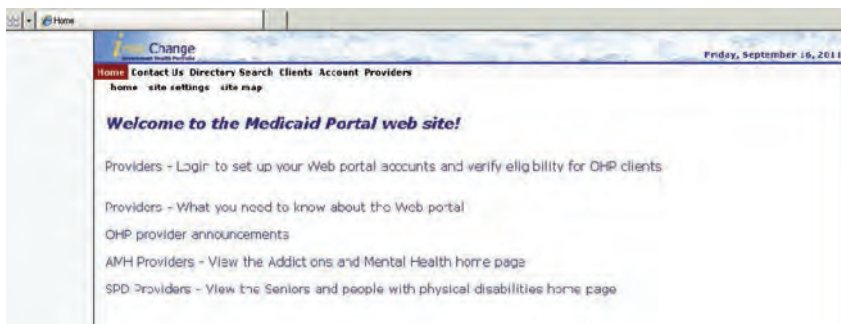 Home
Change
Friday, September 16, 2011
Home Contact Us Directory Search Clients Account Providers
home site settings site map
Welcome to the Medicaid Portal web site!
Providers - Login to set up your Web portal accounts and verify eligibility for OHP clients
Providers - What you need to know about the Web portal
OHP provider announcements
AMH Providers - View the Addictions and Mental Health home page
SPD Providers - View the Seniors and people with physical disabilities home page